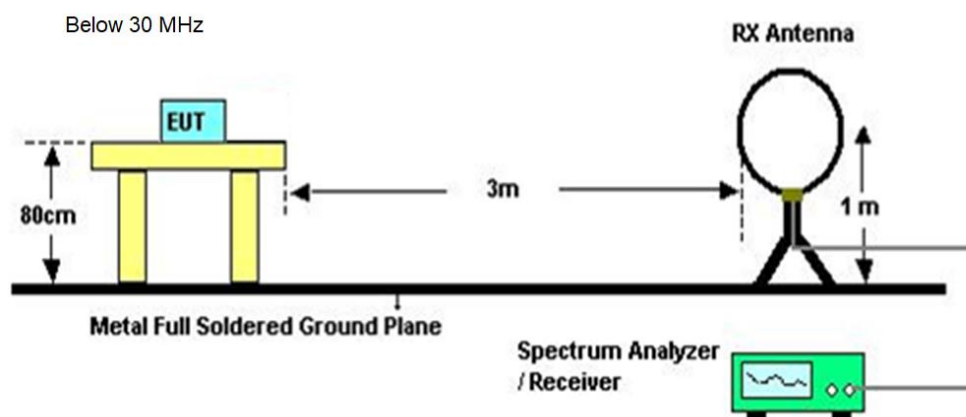 Below 30 MHz
RX Antenna
EUT
80cm
3m
1 m
Metal Full Soldered Ground Plane
Spectrum Analyzer
/ Receiver